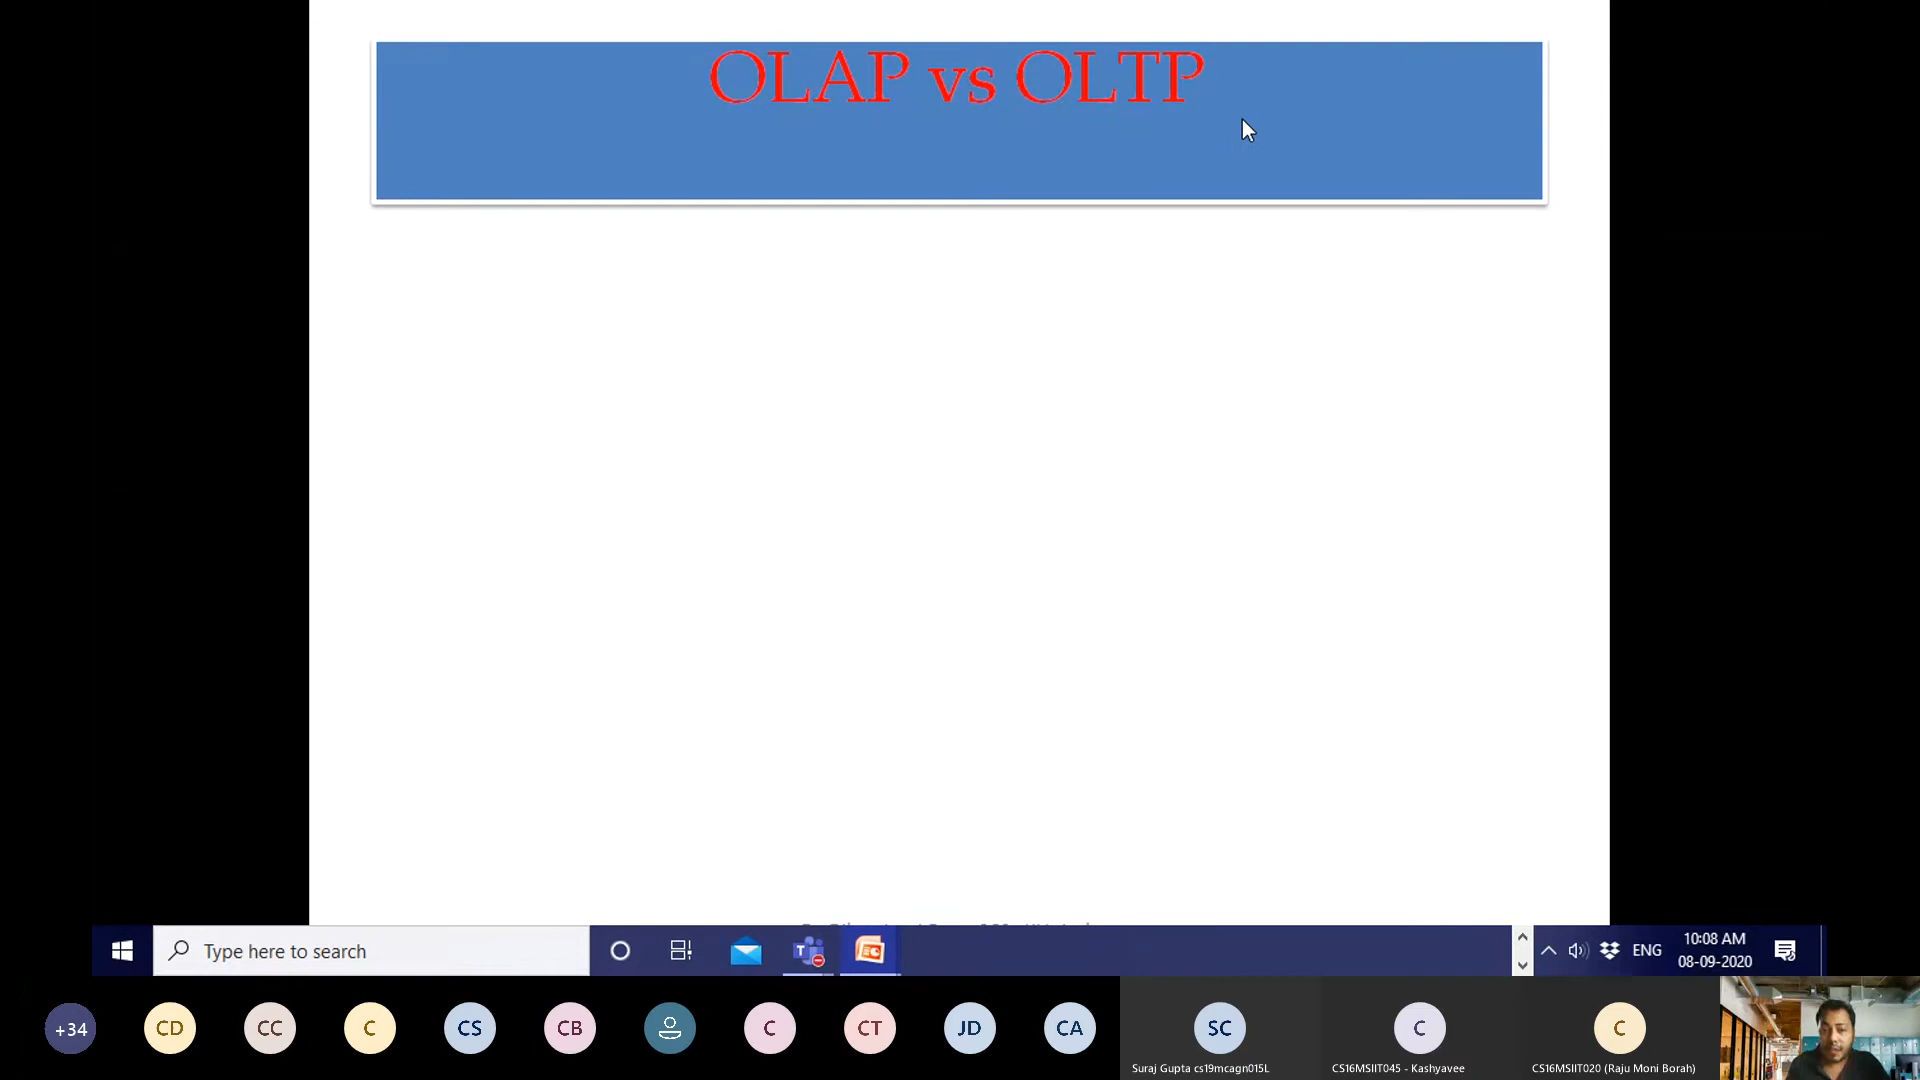 OLAP vs OLTP
Type here to search
ENG
10:08 AM
08-09-2020
+34
CD
CC
C
CS
CB
C
CT
JD
CA
SC
C
C
Suraj Gupta cs19mcagn015L
CS16MSIIT045 - Kashyavee
CS16MSIIT020 (Raju Moni Borah)